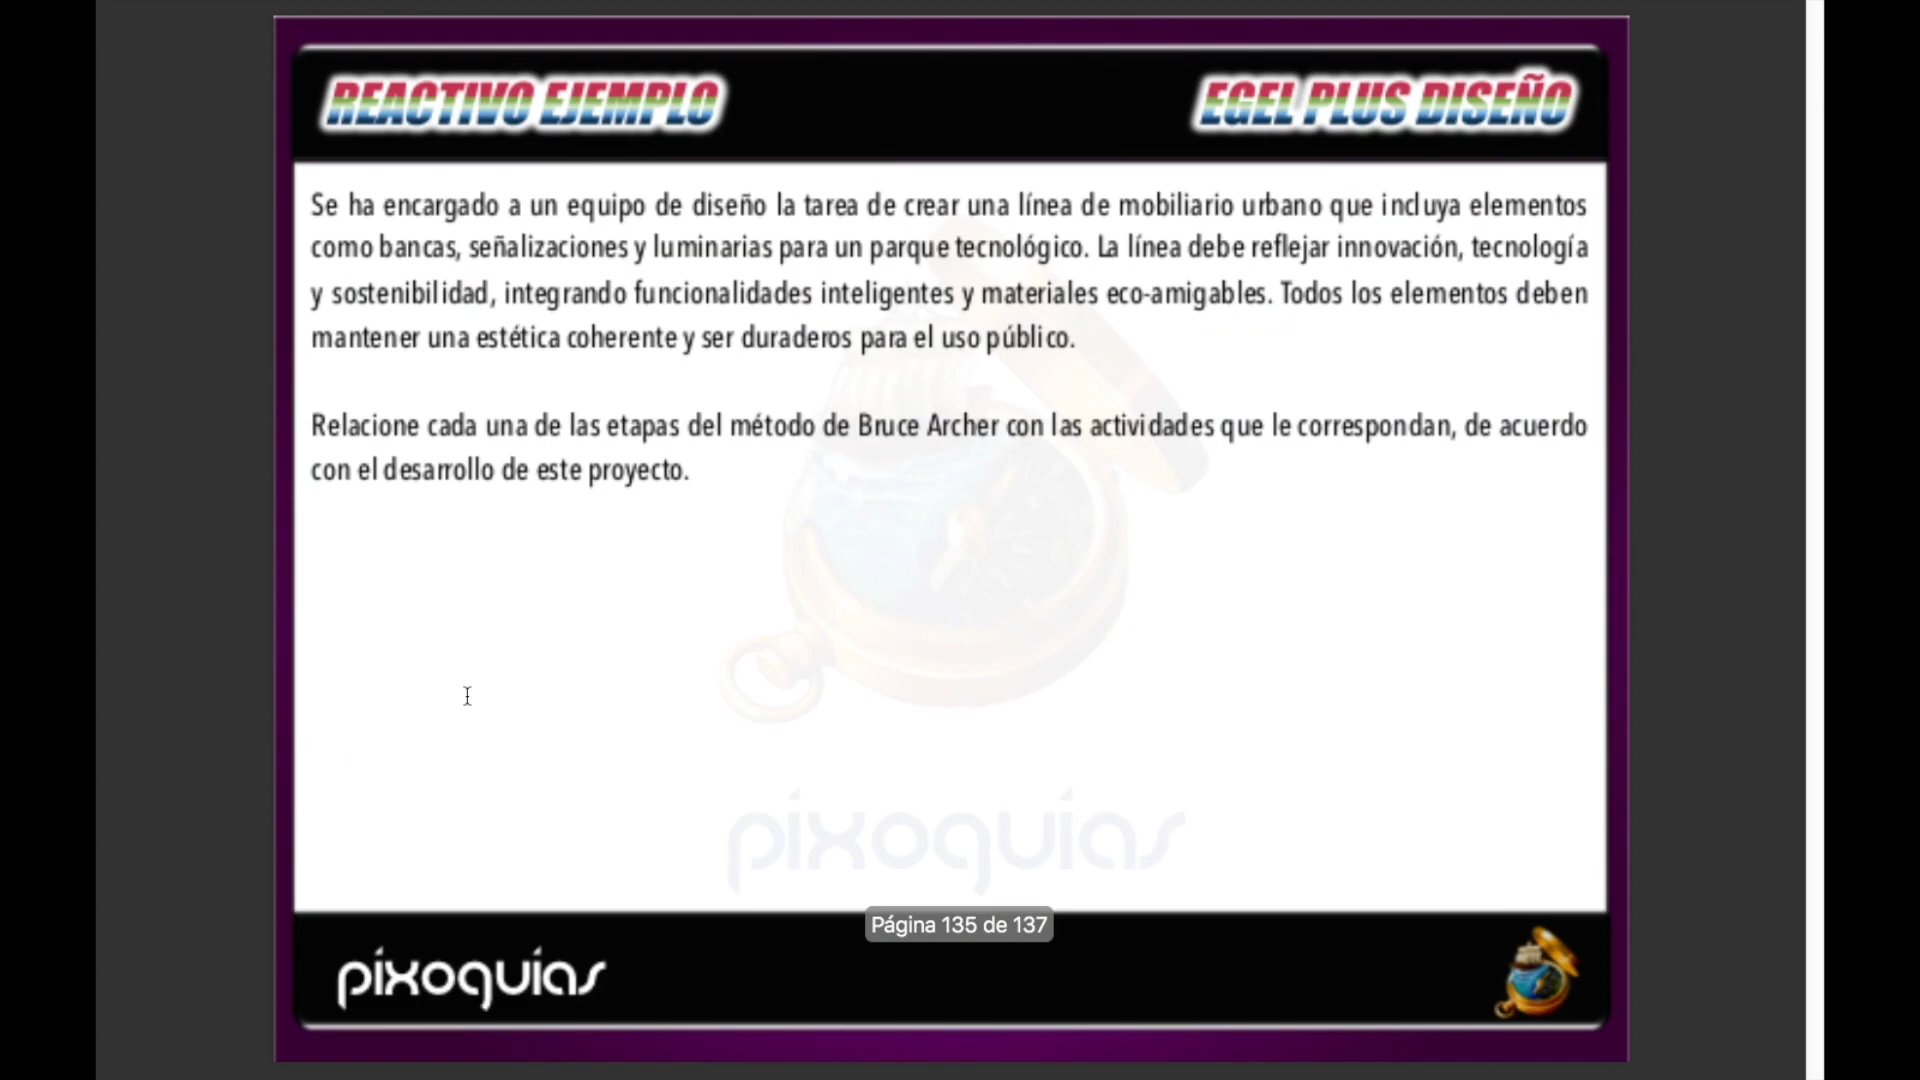 REACTIVO EJEMPLO
EGEL PLUS DISEÑO
Se ha encargado a un equipo de diseño la tarea de crear una línea de mobiliario urbano que incluya elementos
como bancas, señalizaciones y luminarias para un parque tecnológico. La línea debe reflejar innovación, tecnología
y sostenibilidad, integrando funcionalidades inteligentes y materiales eco-amigables. Todos los elementos deben
mantener una estética coherente y ser duraderos para el uso público.
Relacione cada una de las etapas del método de Bruce Archer con las actividades que le correspondan, de acuerdo
con el desarrollo de este proyecto.
pixoguías
Página 135 de 137
pixoguías